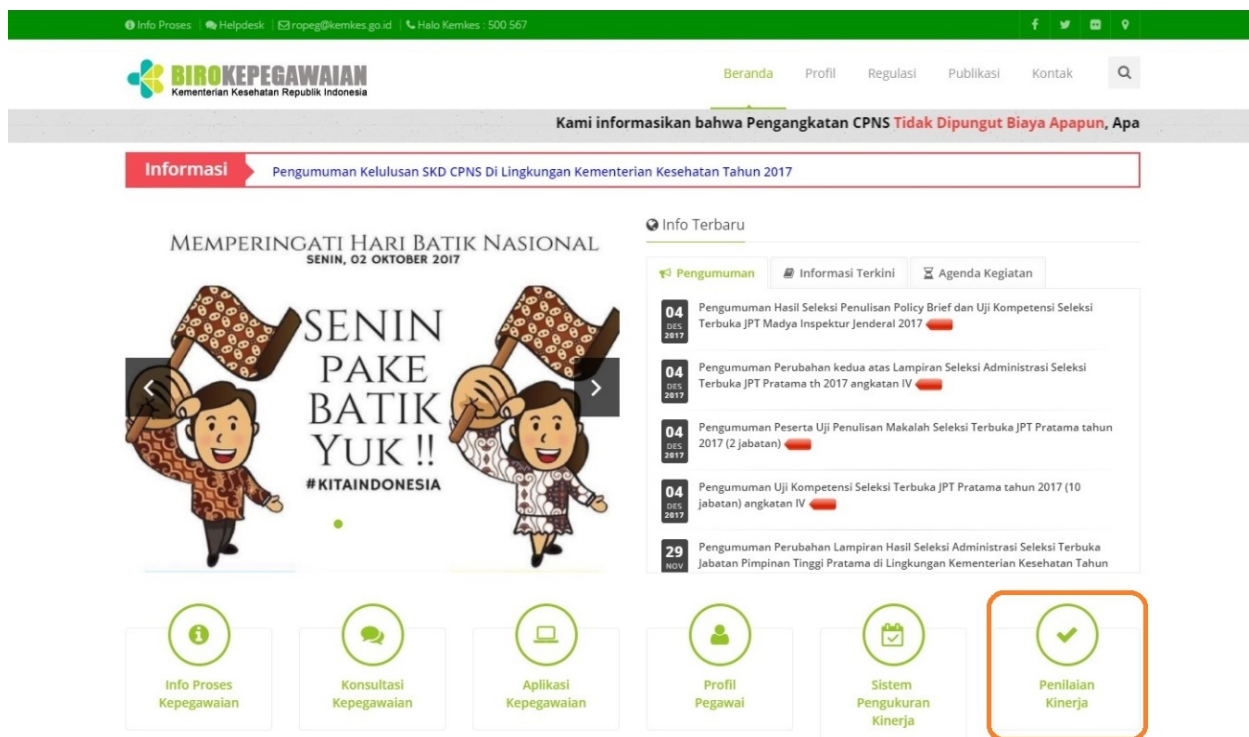 Info Proses | Helpdesk | ropeg@kemkes.go.id | Halo Kemkes : 500 567
BIROKEPEGAWAIAN
Kementerian Kesehatan Republik Indonesia
Beranda Profil Regulasi Publikasi Kontak
Kami informasikan bahwa Pengangkatan CPNS Tidak Dipungut Biaya Apapun, Apa
Informasi
Pengumuman Kelulusan SKD CPNS Di Lingkungan Kementerian Kesehatan Tahun 2017
MEMPERINGATI HARI BATIK NASIONAL
SENIN, 02 OKTOBER 2017
SENIN
PAKE
BATIK
YUK !!
#KITAINDONESIA
Info Terbaru
Pengumuman Informasi Terkini Agenda Kegiatan
04 DES 2017
Pengumuman Hasil Seleksi Penulisan Policy Brief dan Uji Kompetensi Seleksi
Terbuka JPT Madya Inspektur Jenderal 2017
04 DES 2017
Pengumuman Perubahan kedua atas Lampiran Seleksi Administrasi Seleksi
Terbuka JPT Pratama th 2017 angkatan IV
04 DES 2017
Pengumuman Peserta Uji Penulisan Makalah Seleksi Terbuka JPT Pratama tahun
2017 (2 jabatan)
04 DES 2017
Pengumuman Uji Kompetensi Seleksi Terbuka JPT Pratama tahun 2017 (10
jabatan) angkatan IV
29 NOV
Pengumuman Perubahan Lampiran Hasil Seleksi Administrasi Seleksi Terbuka
Jabatan Pimpinan Tinggi Pratama di Lingkungan Kementerian Kesehatan Tahun
Info Proses
Kepegawaian
Konsultasi
Kepegawaian
Aplikasi
Kepegawaian
Profil
Pegawai
Sistem
Pengukuran
Kinerja
Penilaian
Kinerja